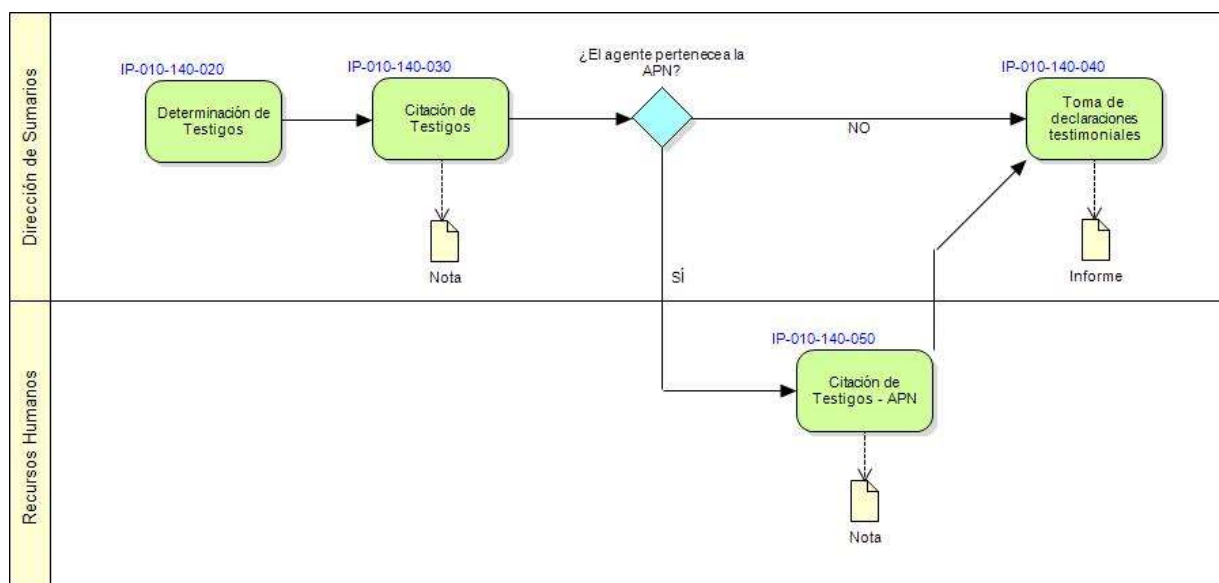 Dirección de Sumarios
IP-010-140-020
Determinación de
Testigos
IP-010-140-030
Citación de
Testigos
Nota
¿El agente pertenece a la
APN?
NO
SÍ
IP-010-140-040
Toma de
declaraciones
testimoniales
Informe
Recursos Humanos
IP-010-140-050
Citación de
Testigos - APN
Nota